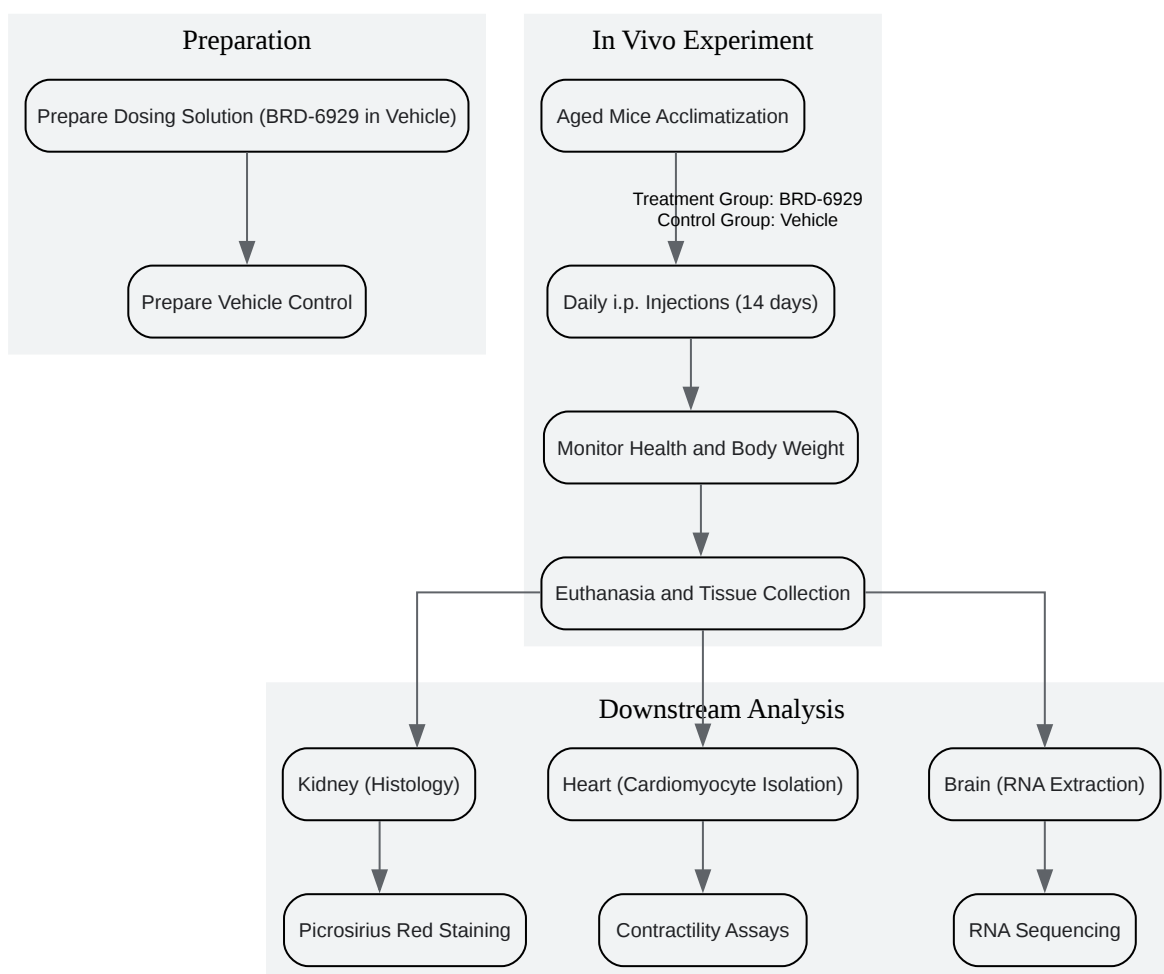 Preparation
Prepare Dosing Solution (BRD-6929 in Vehicle)
Prepare Vehicle Control
In Vivo Experiment
Aged Mice Acclimatization
Treatment Group: BRD-6929
Control Group: Vehicle
Daily i.p. Injections (14 days)
Monitor Health and Body Weight
Euthanasia and Tissue Collection
Downstream Analysis
Kidney (Histology)
Heart (Cardiomyocyte Isolation)
Brain (RNA Extraction)
Picrosirius Red Staining
Contractility Assays
RNA Sequencing